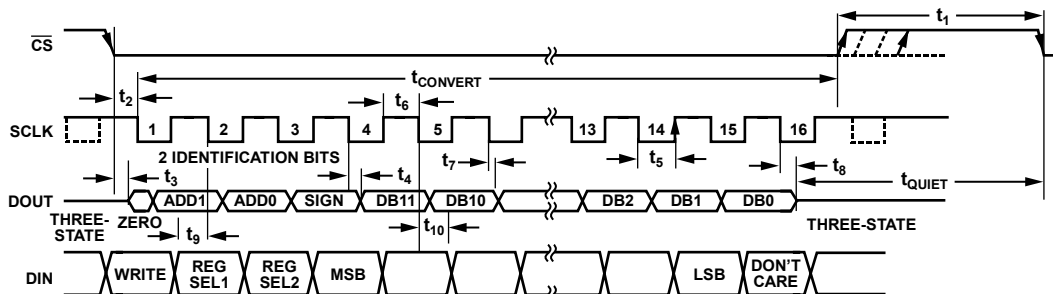 t1
CS
tCONVERT
t2
t6
SCLK
1 2 3 4 5 13 14 15 16
2 IDENTIFICATION BITS
t7
t5
t8
t3
t4
tQUIET
DOUT
ADD1 ADD0 SIGN DB11 DB10 DB2 DB1 DB0
THREE-STATE
ZERO
THREE-STATE
t9
t10
DIN
WRITE
REG SEL1
REG SEL2
MSB
LSB
DON'T CARE